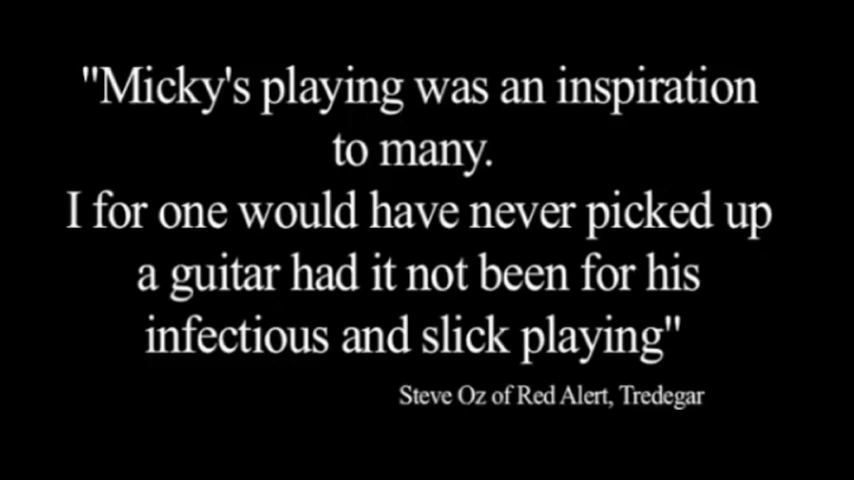 "Micky's playing was an inspiration
to many.
I for one would have never picked up
a guitar had it not been for his
infectious and slick playing"
Steve Oz of Red Alert, Tredegar